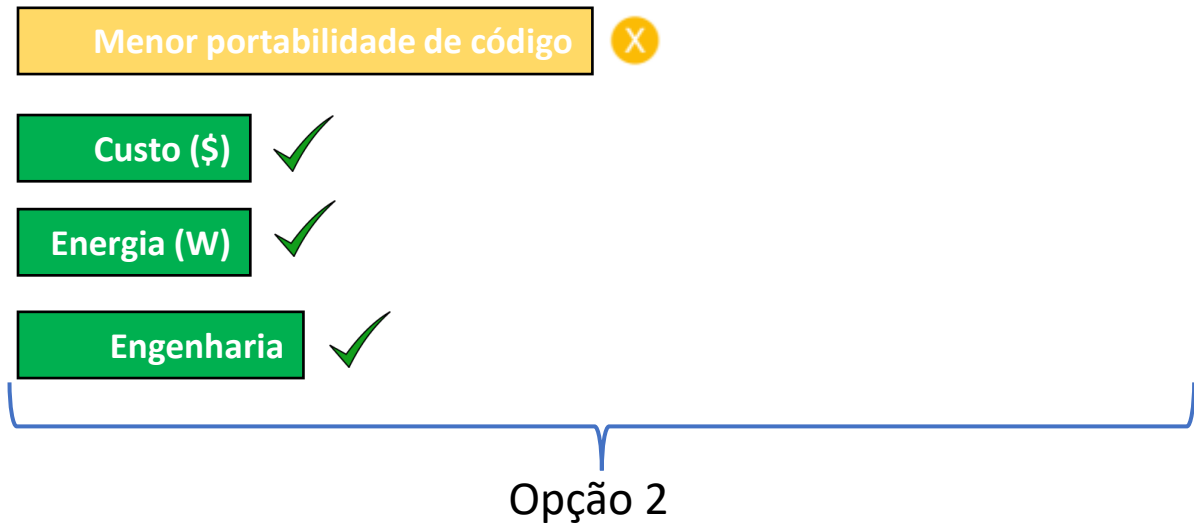 Menor portabilidade de código X
Custo ($)
Energia (W)
Engenharia
Opção 2